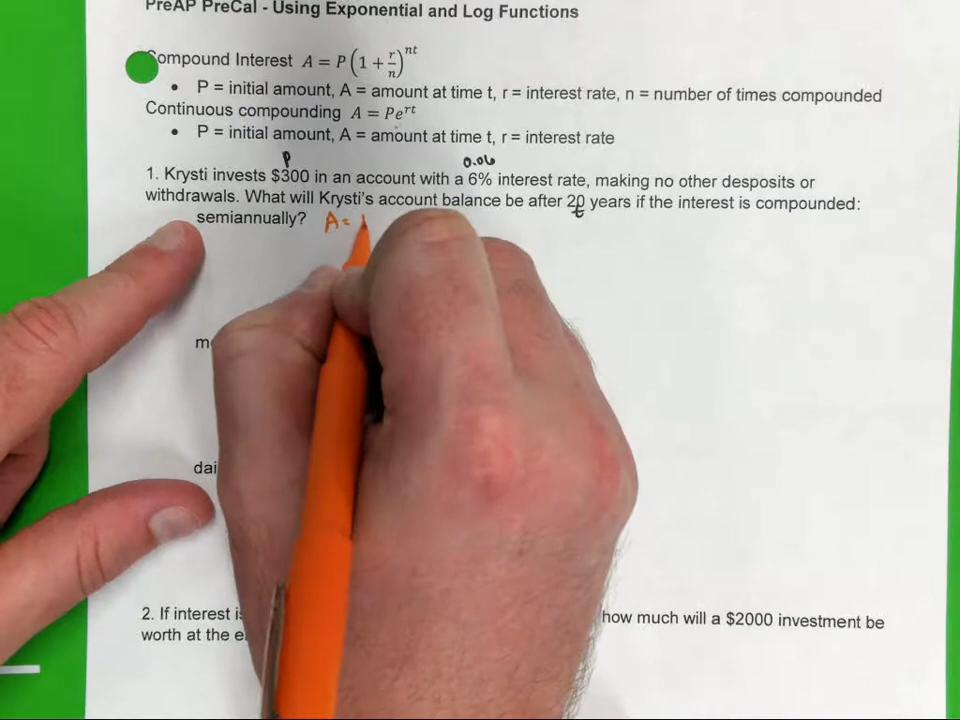 PreAP PreCal - Using Exponential and Log Functions
Compound Interest A = P(1 + r/n)^nt
• P = initial amount, A = amount at time t, r = interest rate, n = number of times compounded
Continuous compounding A = Pe^rt
• P = initial amount, A = amount at time t, r = interest rate
P 0.06
1. Krysti invests $300 in an account with a 6% interest rate, making no other desposits or
withdrawals. What will Krysti's account balance be after 20 years if the interest is compounded:
t
semiannually? A =
2. If interest how much will a $2000 investment be
worth at the